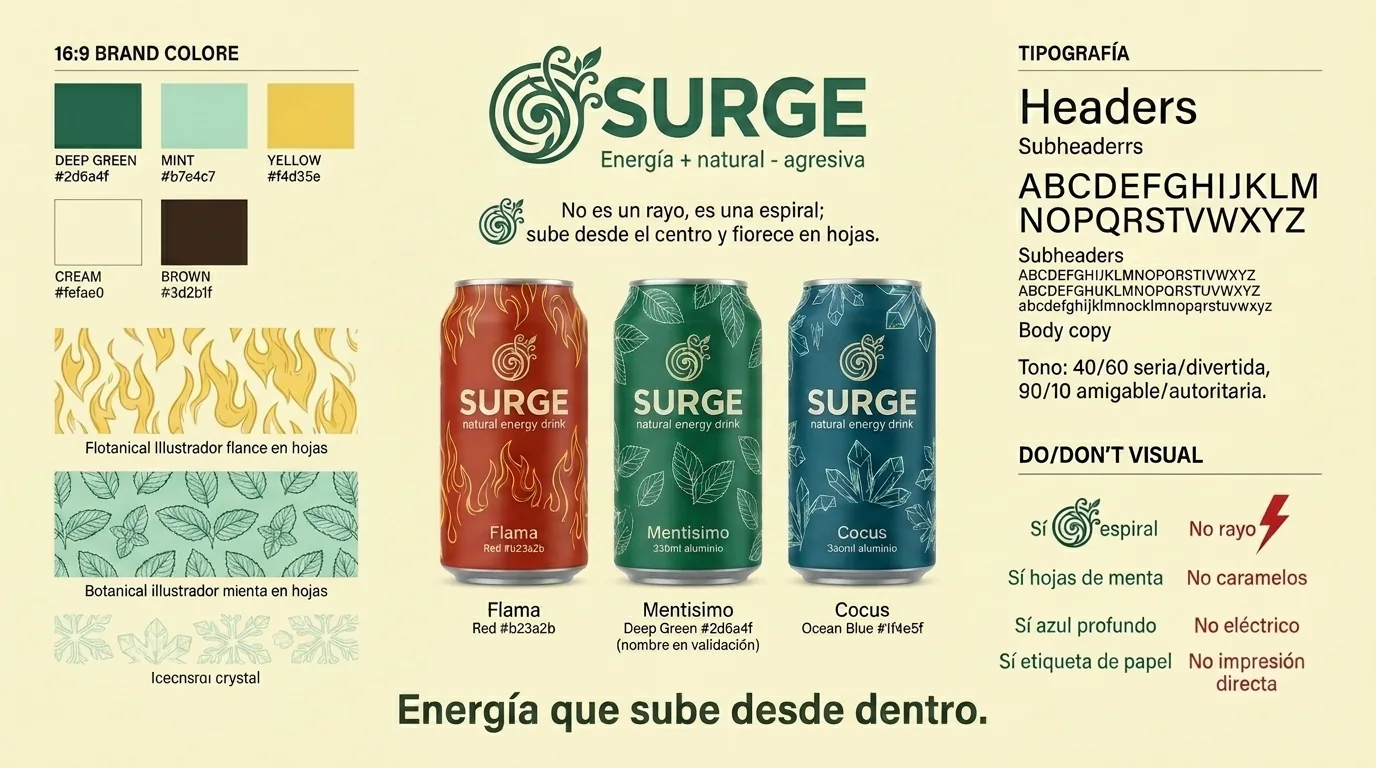 16:9 BRAND COLORE
DEEP GREEN
#2d6a4f
MINT
#b7e4c7
YELLOW
#f4d35e
CREAM
#fefae0
BROWN
#3d2b1f
Flotanical Illustrador flance en hojas
Botanical illustrador mienta en hojas
Icecnsrai crystal
SURGE
Energía + natural - agresiva
No es un rayo, es una espiral;
sube desde el centro y fiorece en hojas.
SURGE
natural energy drink
Flama
Red #b23a2b
SURGE
natural energy drink
Mentisimo
330ml aluminio
SURGE
natural energy drink
Cocus
330ml aluminio
Flama
Red #b23a2b
Mentisimo
Deep Green #2d6a4f
(nombre en validación)
Cocus
Ocean Blue #1f4e5f
Energía que sube desde dentro.
TIPOGRAFÍA
Headers
Subheaderrs
ABCDEFGHIJKLM
NOPQRSTVWXYZ
Subheaders
ABCDEFGHIJKLMNOPORSTIVWXYZ
ABCDEFGHUKLMNOPQRSTVWXYZ
abcdefghijklmnocklmnopqrstuvwxyz
Body copy
Tono: 40/60 seria/divertida,
90/10 amigable/autoritaria.
DO/DON'T VISUAL
Sí espiral
No rayo
Sí hojas de menta
No caramelos
Sí azul profundo
No eléctrico
Sí etiqueta de papel
No impresión
directa